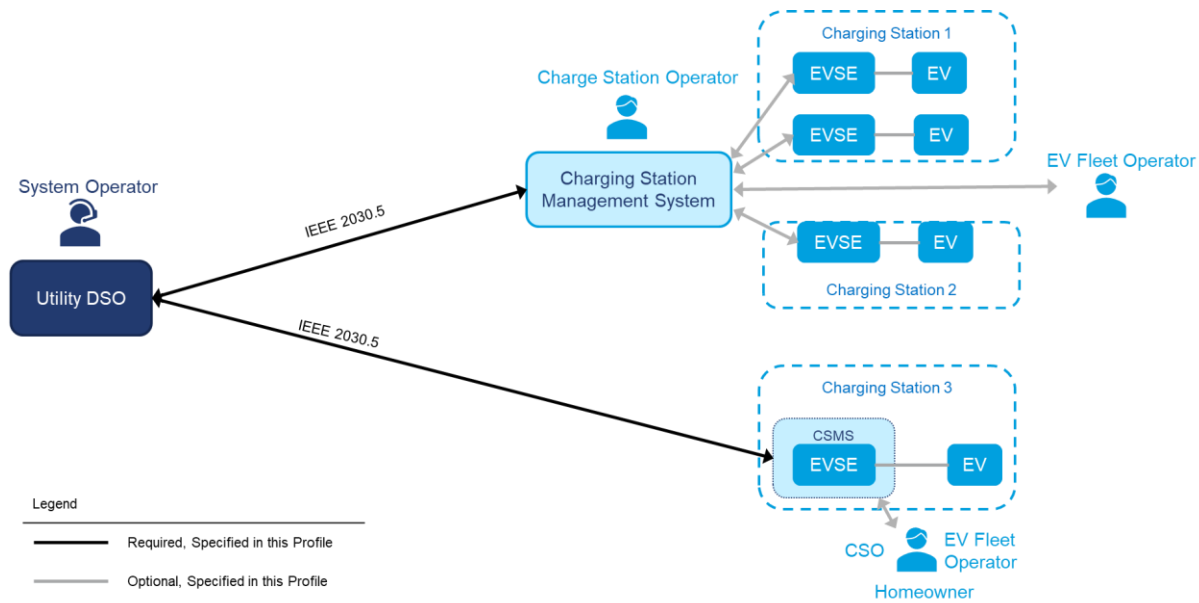 Charging Station 1
EVSE
EV
Charge Station Operator
EVSE
EV
EV Fleet Operator
System Operator
Charging Station
Management System
IEEE 2030.5
EVSE
EV
Utility DSO
Charging Station 2
IEEE 2030.5
Charging Station 3
CSMS
EVSE
EV
Legend
Required, Specified in this Profile
CSO
EV Fleet
Operator
Optional, Specified in this Profile
Homeowner